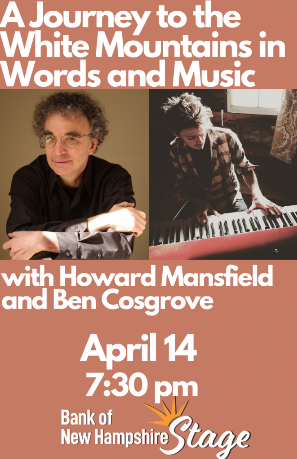 A Journey to the
White Mountains in
Words and Music
with Howard Mansfield
and Ben Cosgrove
April 14
7:30 pm
Bank of
New Hampshire
Stage